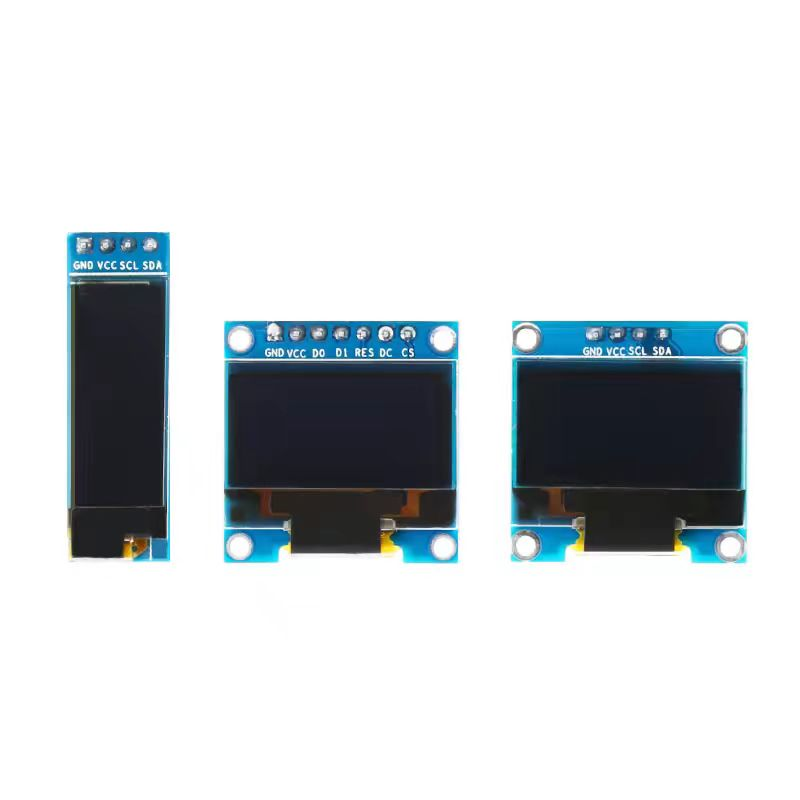 GND VCC SCL SDA
GND VCC D0 D1 RES DC CS
GND VCC SCL SDA